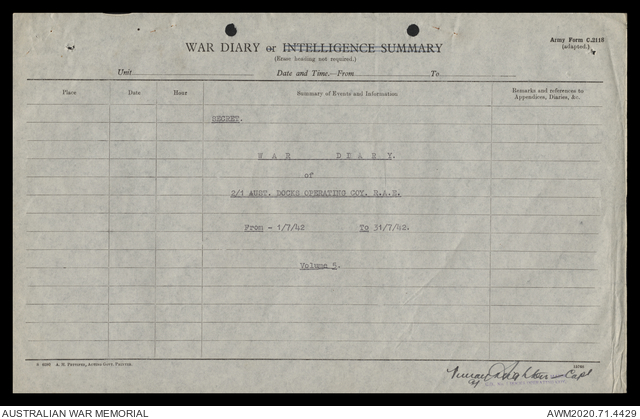 Army Form C.2118
(adapted.)
WAR DIARY or INTELLIGENCE SUMMARY
(Erase heading not required.)
Unit Date and Time.—From To
Place Date Hour Summary of Events and Information Remarks and references to
Appendices, Diaries, &c.
SECRET.
WAR DIARY.
of
2/1 AUST. DOCKS OPERATING COY. R.A.E.
From - 1/7/42 To 31/7/42.
Volume 5.
Capt
AUSTRALIAN WAR MEMORIAL AWM2020.71.4429